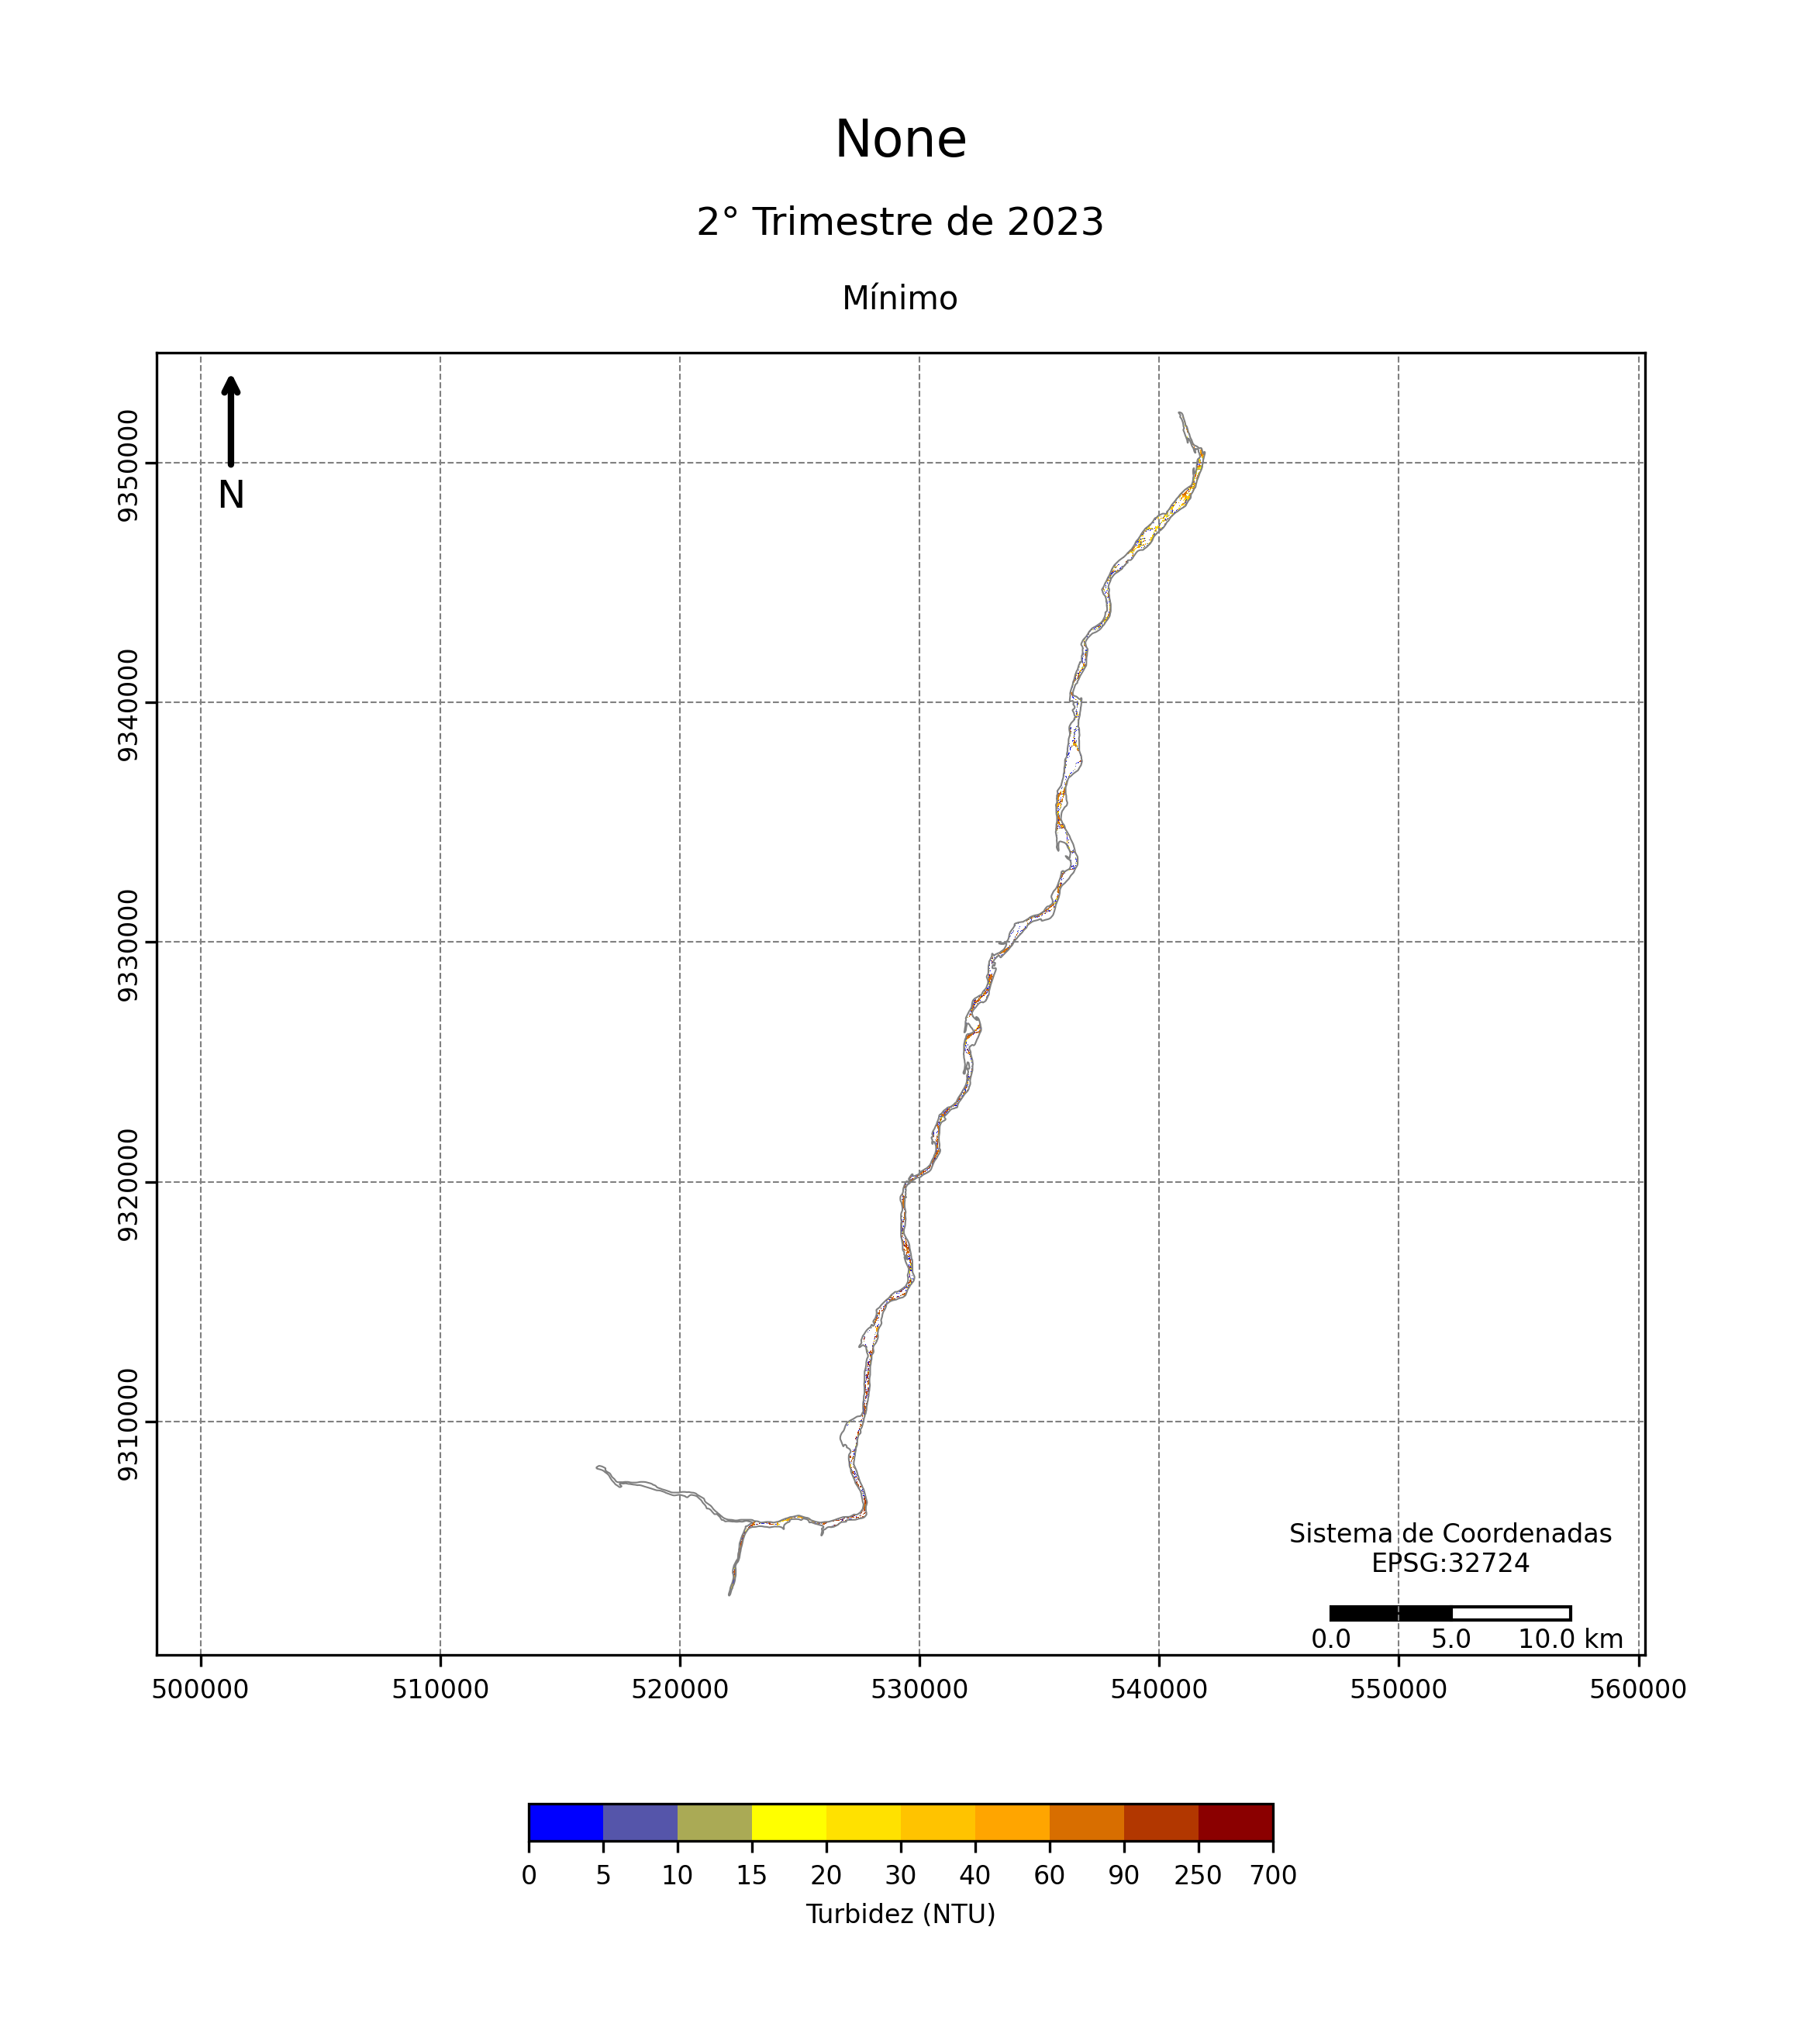 None
2° Trimestre de 2023
Mínimo
N
9350000
9340000
9330000
9320000
9310000
Sistema de Coordenadas
EPSG:32724
0.0 5.0 10.0 km
500000 510000 520000 530000 540000 550000 560000
0 5 10 15 20 30 40 60 90 250 700
Turbidez (NTU)